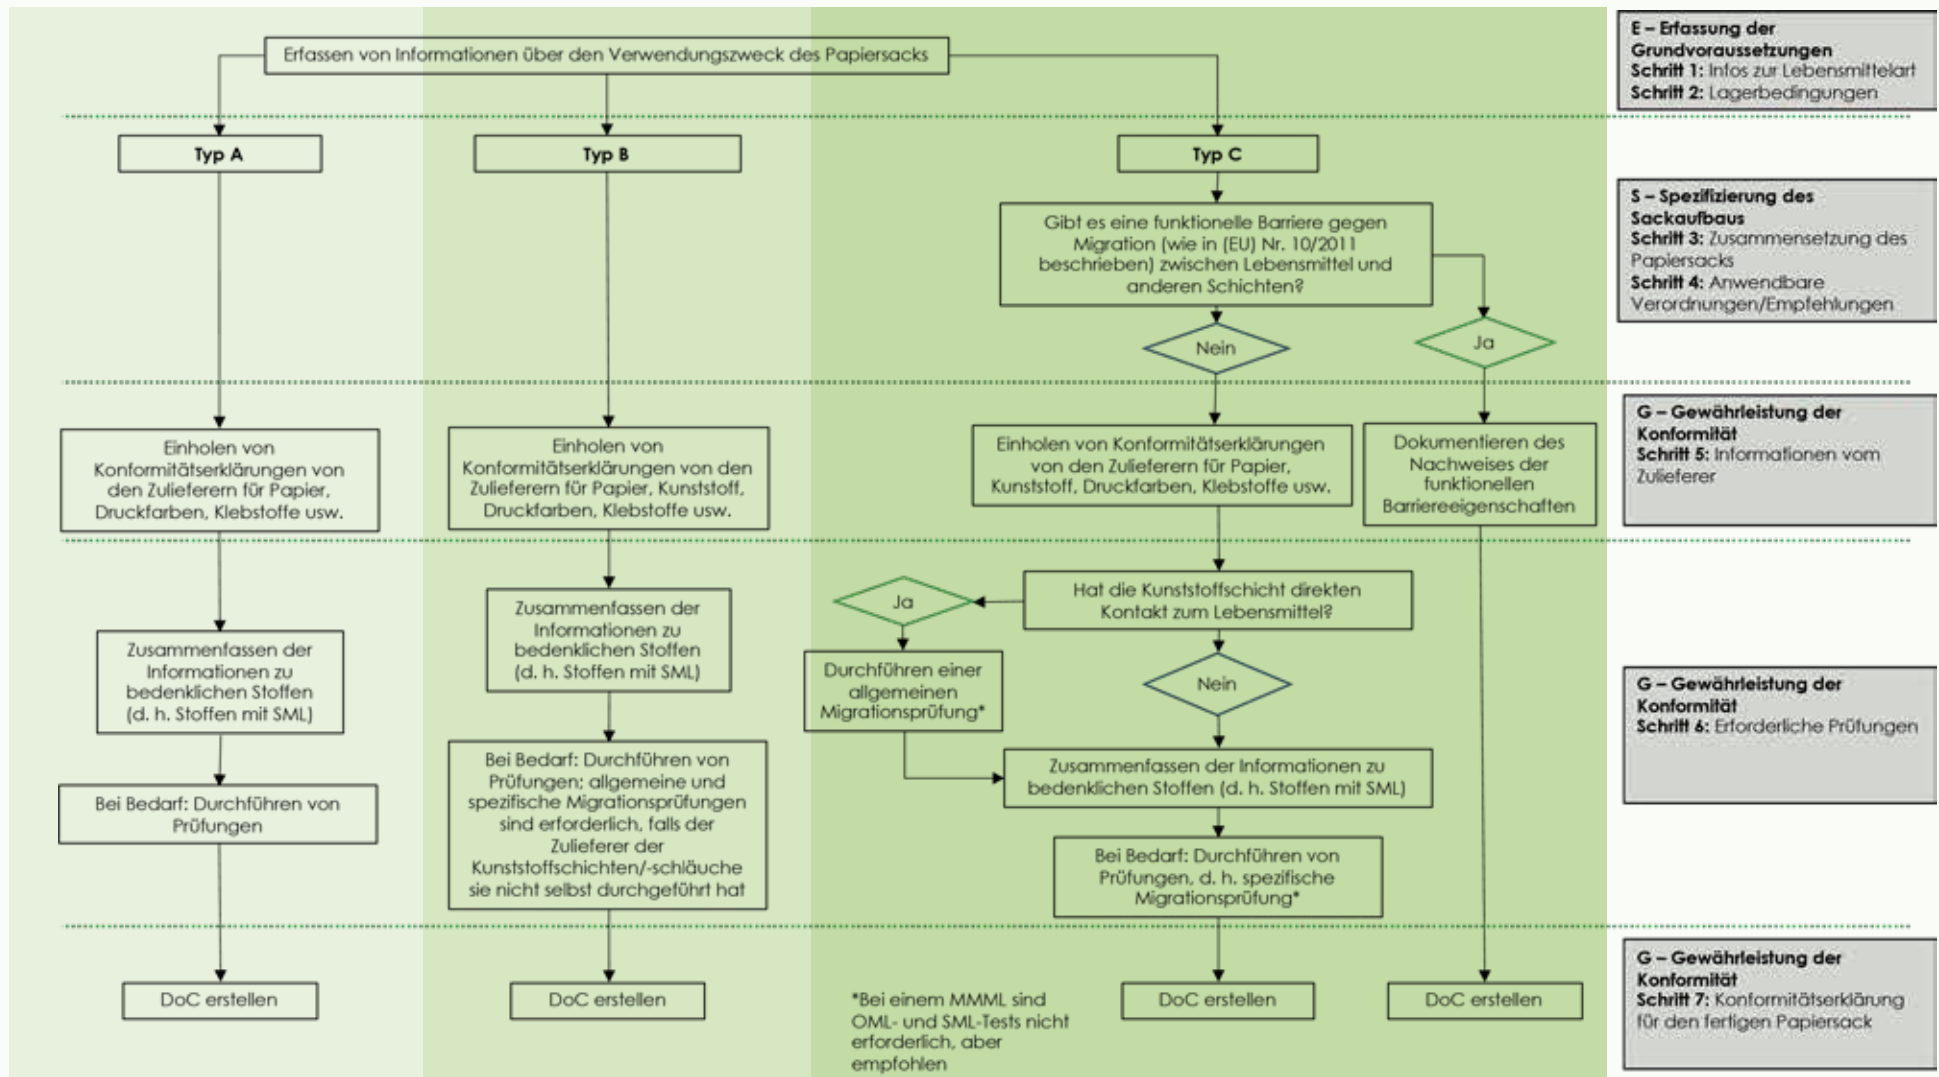 Erfassen von Informationen über den Verwendungszweck des Papiersacks
E – Erfassung der
Grundvoraussetzungen
Schritt 1: Infos zur Lebensmittelart
Schritt 2: Lagerbedingungen
Typ A
Typ B
Typ C
Gibt es eine funktionelle Barriere gegen
Migration (wie in (EU) Nr. 10/2011
beschrieben) zwischen Lebensmittel und
anderen Schichten?
Nein
Ja
S – Spezifizierung des
Sackaufbaus
Schritt 3: Zusammensetzung des
Papiersacks
Schritt 4: Anwendbare
Verordnungen/Empfehlungen
Einholen von
Konformitätserklärungen von
den Zulieferern für Papier,
Druckfarben, Klebstoffe usw.
Einholen von
Konformitätserklärungen von den
Zulieferern für Papier, Kunststoff,
Druckfarben, Klebstoffe usw.
Einholen von Konformitätserklärungen
von den Zulieferern für Papier,
Kunststoff, Druckfarben, Klebstoffe usw.
Dokumentieren des
Nachweises der
funktionellen
Barriereeigenschaften
G – Gewährleistung der
Konformität
Schritt 5: Informationen vom
Zulieferer
Zusammenfassen der
Informationen zu
bedenklichen Stoffen
(d. h. Stoffen mit SML)
Bei Bedarf: Durchführen von
Prüfungen
Zusammenfassen der
Informationen zu
bedenklichen Stoffen
(d. h. Stoffen mit SML)
Bei Bedarf: Durchführen von
Prüfungen; allgemeine und
spezifische Migrationsprüfungen
sind erforderlich, falls der
Zulieferer der
Kunststoffschichten/-schläuche
sie nicht selbst durchgeführt hat
Hat die Kunststoffschicht direkten
Kontakt zum Lebensmittel?
Ja
Durchführen einer
allgemeinen
Migrationsprüfung*
Nein
Zusammenfassen der Informationen zu
bedenklichen Stoffen (d. h. Stoffen mit SML)
Bei Bedarf: Durchführen von
Prüfungen, d. h. spezifische
Migrationsprüfung*
G – Gewährleistung der
Konformität
Schritt 6: Erforderliche Prüfungen
DoC erstellen
DoC erstellen
*Bei einem MMML sind
OML- und SML-Tests nicht
erforderlich, aber
empfohlen
DoC erstellen
DoC erstellen
G – Gewährleistung der
Konformität
Schritt 7: Konformitätserklärung
für den fertigen Papiersack